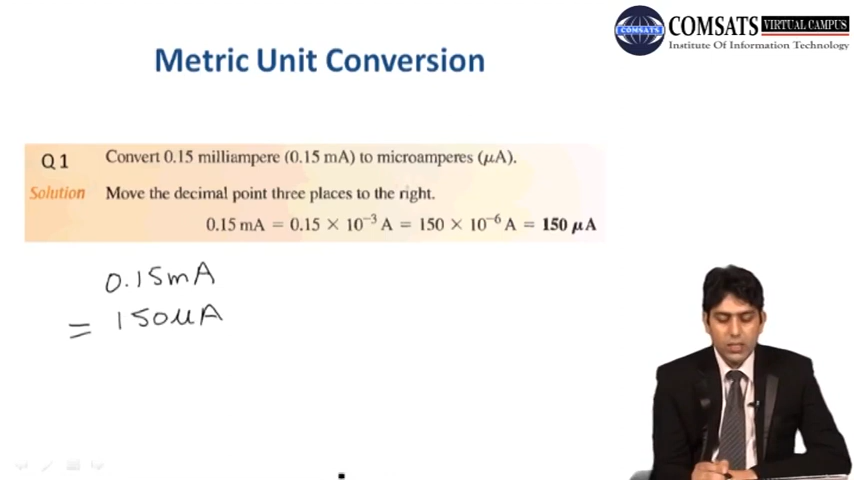 COMSATS VIRTUAL CAMPUS
COMSATS
Institute Of Information Technology
Metric Unit Conversion
Q1 Convert 0.15 milliampere (0.15 mA) to microamperes (μA).
Solution Move the decimal point three places to the right.
0.15 mA = 0.15 × 10⁻³ A = 150 × 10⁻⁶ A = 150 μA
0.15mA
= 150μA